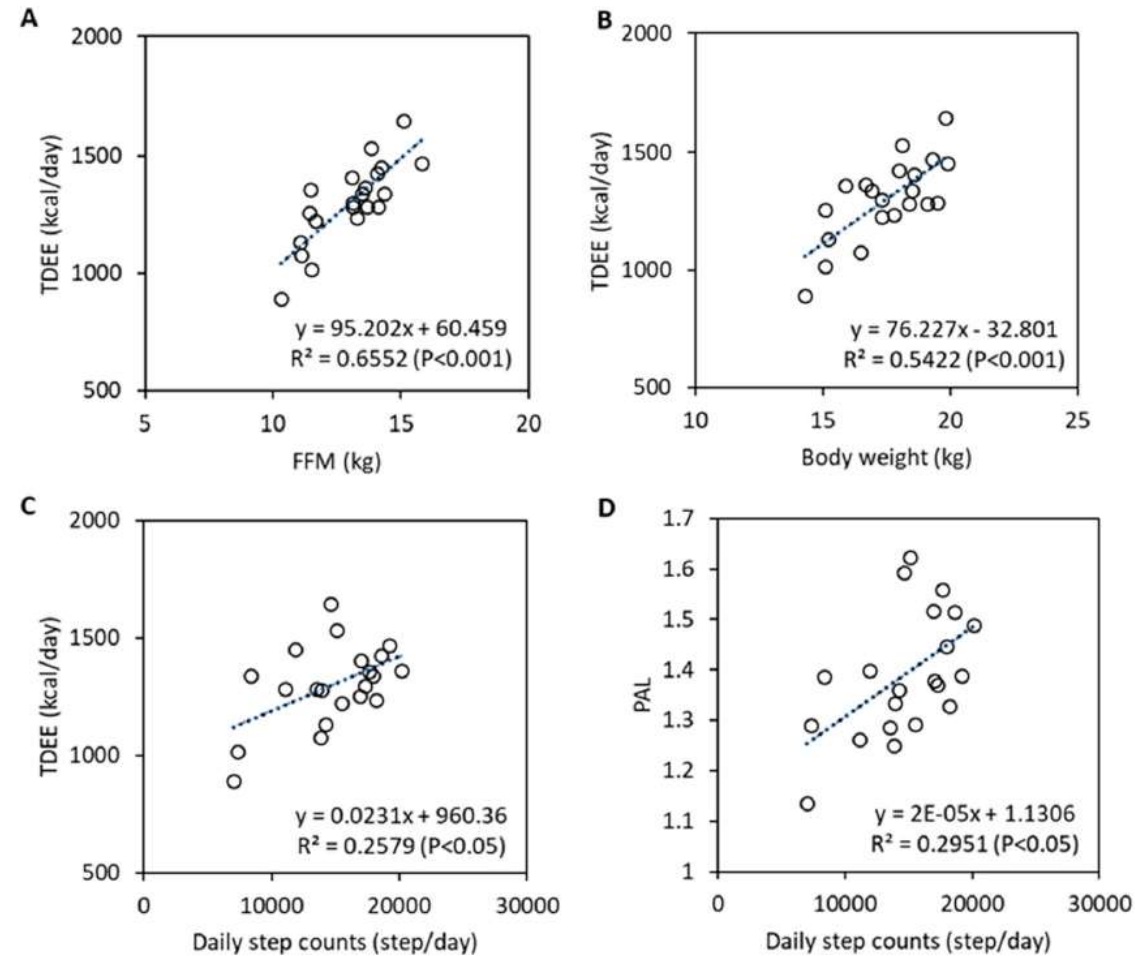 A
2000
1500
1000
500
TDEE (kcal/day)
y = 95.202x + 60.459
R² = 0.6552 (P<0.001)
5 10 15 20
FFM (kg)
B
2000
1500
1000
500
TDEE (kcal/day)
y = 76.227x - 32.801
R² = 0.5422 (P<0.001)
10 15 20 25
Body weight (kg)
C
2000
1500
1000
500
TDEE (kcal/day)
y = 0.0231x + 960.36
R² = 0.2579 (P<0.05)
0 10000 20000 30000
Daily step counts (step/day)
D
1.7
1.6
1.5
1.4
1.3
1.2
1.1
1
PAL
y = 2E-05x + 1.1306
R² = 0.2951 (P<0.05)
0 10000 20000 30000
Daily step counts (step/day)